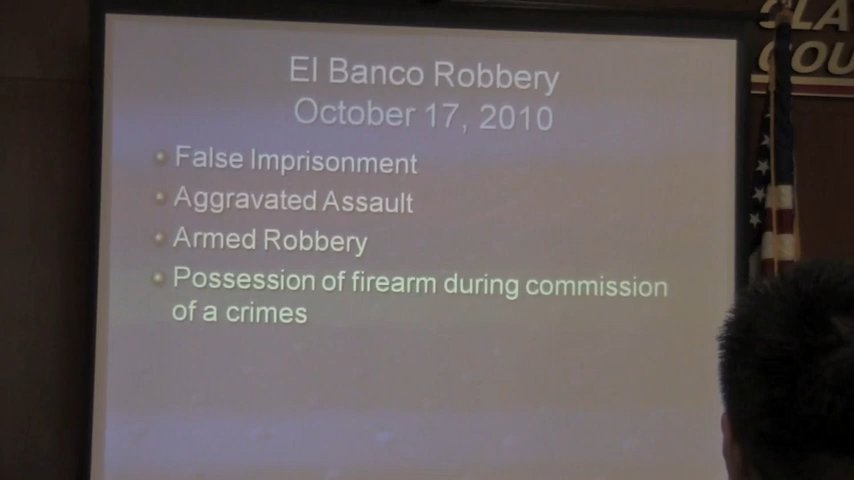 El Banco Robbery
October 17, 2010
False Imprisonment
Aggravated Assault
Armed Robbery
Possession of firearm during commission
of a crimes